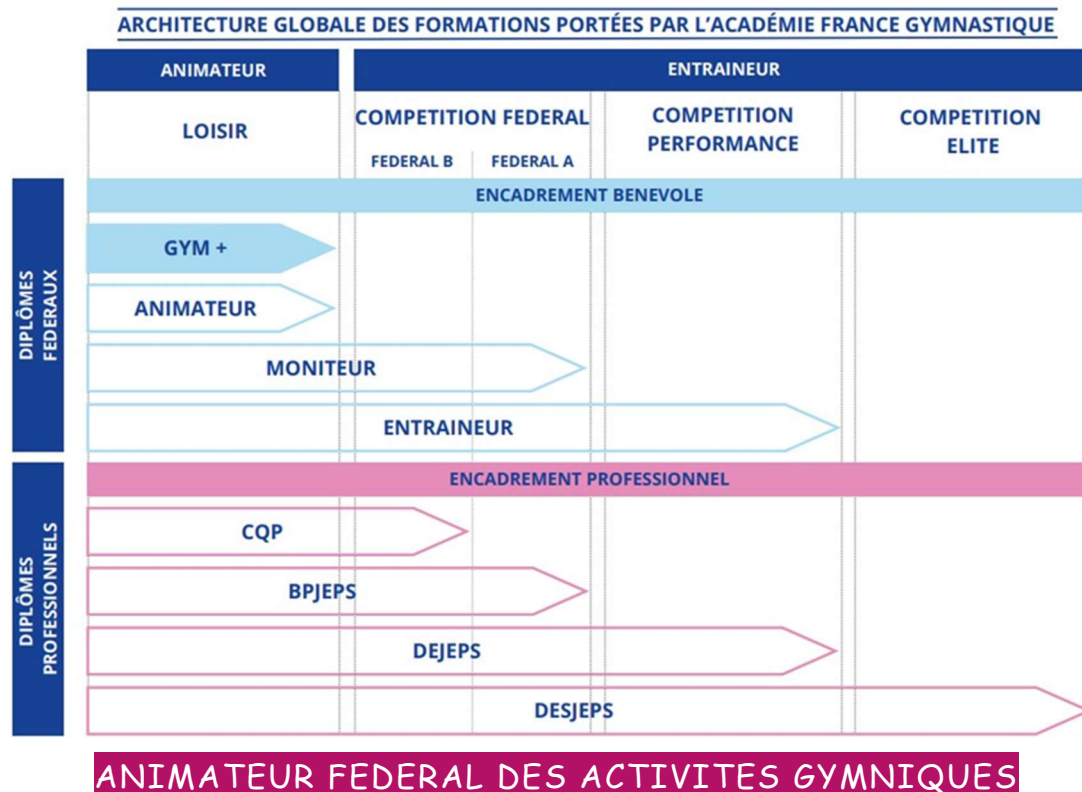 ARCHITECTURE GLOBALE DES FORMATIONS PORTÉES PAR L'ACADÉMIE FRANCE GYMNASTIQUE
ANIMATEUR
ENTRAINEUR
LOISIR
COMPETITION FEDERAL
FEDERAL B
FEDERAL A
COMPETITION
PERFORMANCE
COMPETITION
ELITE
DIPLÔMES
FEDERAUX
ENCADREMENT BENEVOLE
GYM +
ANIMATEUR
MONITEUR
ENTRAINEUR
DIPLÔMES
PROFESSIONNELS
ENCADREMENT PROFESSIONNEL
CQP
BPJEPS
DEJEPS
DESJEPS
ANIMATEUR FEDERAL DES ACTIVITES GYMNIQUES